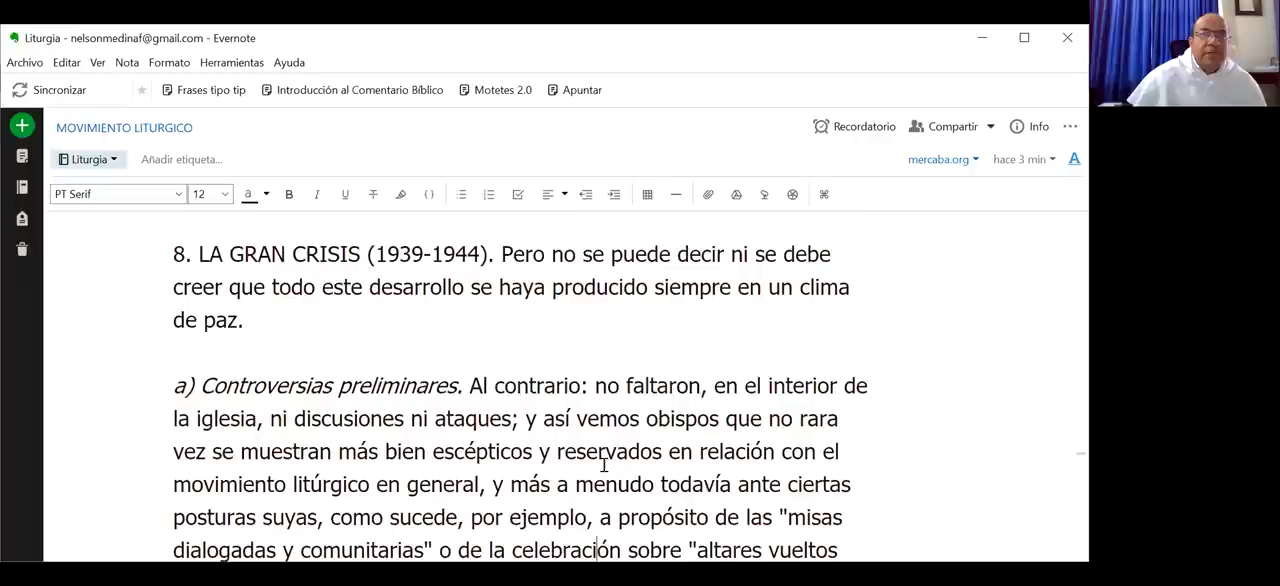 Liturgia - nelsonmedinaf@gmail.com - Evernote
Archivo Editar Ver Nota Formato Herramientas Ayuda
Sincronizar Frases tipo tip Introducción al Comentario Bíblico Motetes 2.0 Apuntar
MOVIMIENTO LITURGICO Recordatorio Compartir Info
Liturgia Añadir etiqueta... mercaba.org hace 3 min
PT Serif 12
8. LA GRAN CRISIS (1939-1944). Pero no se puede decir ni se debe
creer que todo este desarrollo se haya producido siempre en un clima
de paz.
a) Controversias preliminares. Al contrario: no faltaron, en el interior de
la iglesia, ni discusiones ni ataques; y así vemos obispos que no rara
vez se muestran más bien escépticos y reservados en relación con el
movimiento litúrgico en general, y más a menudo todavía ante ciertas
posturas suyas, como sucede, por ejemplo, a propósito de las "misas
dialogadas y comunitarias" o de la celebración sobre "altares vueltos